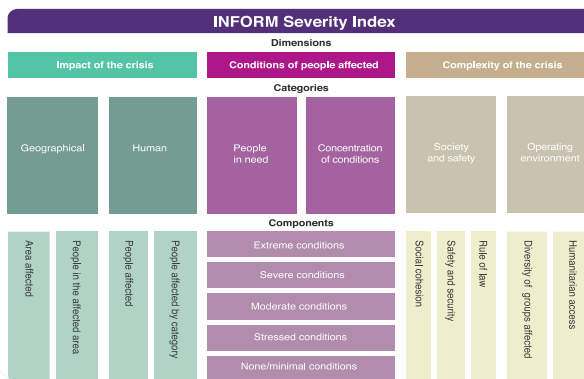 INFORM Severity Index
Dimensions
Impact of the crisis
Conditions of people affected
Complexity of the crisis
Categories
Geographical
Human
People
in need
Concentration
of conditions
Society
and safety
Operating
environment
Components
Area affected
People in the affected area
People affected
People affected by category
Extreme conditions
Severe conditions
Moderate conditions
Stressed conditions
None/minimal conditions
Social cohesion
Safety and security
Rule of law
Diversity of groups affected
Humanitarian access